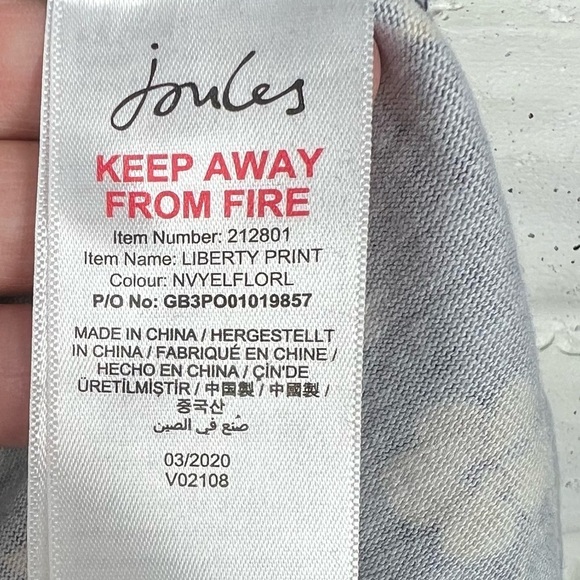 Joules
KEEP AWAY
FROM FIRE
Item Number: 212801
Item Name: LIBERTY PRINT
Colour: NVYELFLORL
P/O No: GB3PO01019857
MADE IN CHINA / HERGESTELLT
IN CHINA / FABRIQUÉ EN CHINE /
HECHO EN CHINA / ÇİN'DE
ÜRETİLMİŞTİR / 中国製 / 中國製 /
중국산
صُنع في الصين
03/2020
V02108